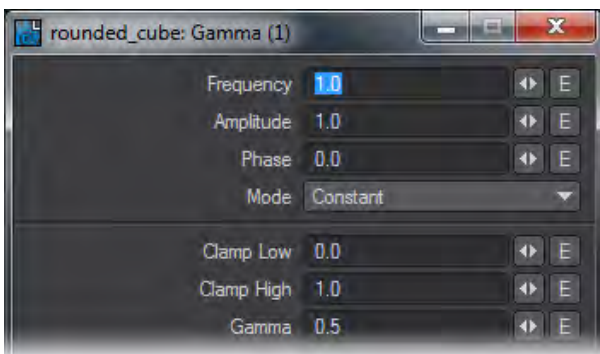 rounded_cube: Gamma (1)
Frequency 1.0 E
Amplitude 1.0 E
Phase 0.0 E
Mode Constant
Clamp Low 0.0 E
Clamp High 1.0 E
Gamma 0.5 E